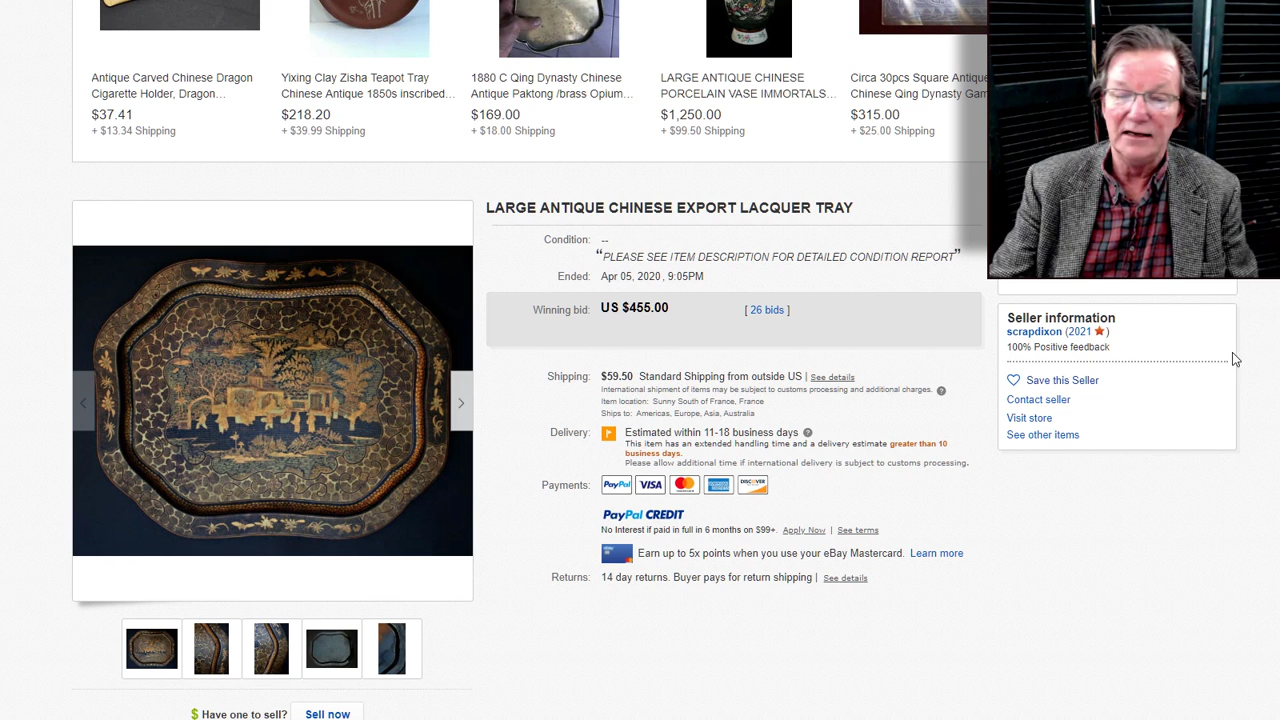 Antique Carved Chinese Dragon
Cigarette Holder, Dragon…
$37.41
+ $13.34 Shipping
Yixing Clay Zisha Teapot Tray
Chinese Antique 1850s inscribed…
$218.20
+ $39.99 Shipping
1880 C Qing Dynasty Chinese
Antique Paktong /brass Opium…
$169.00
+ $18.00 Shipping
LARGE ANTIQUE CHINESE
PORCELAIN VASE IMMORTALS…
$1,250.00
+ $99.50 Shipping
Circa 30pcs Square Antique
Chinese Qing Dynasty Gam
$315.00
+ $25.00 Shipping
LARGE ANTIQUE CHINESE EXPORT LACQUER TRAY
Condition: --
“PLEASE SEE ITEM DESCRIPTION FOR DETAILED CONDITION REPORT”
Ended: Apr 05, 2020 , 9:05PM
Winning bid: US $455.00 [ 26 bids ]
Shipping: $59.50 Standard Shipping from outside US | See details
International shipment of items may be subject to customs processing and additional charges. ?
Item location: Sunny South of France, France
Ships to: Americas, Europe, Asia, Australia
Delivery: Estimated within 11-18 business days ?
This item has an extended handling time and a delivery estimate greater than 10
business days.
Please allow additional time if international delivery is subject to customs processing.
Payments: PayPal VISA MasterCard AMERICAN EXPRESS DISCOVER
PayPal CREDIT
No Interest if paid in full in 6 months on $99+. Apply Now | See terms
Earn up to 5x points when you use your eBay Mastercard. Learn more
Returns: 14 day returns. Buyer pays for return shipping | See details
Seller information
scrapdixon (2021 ★ )
100% Positive feedback
Save this Seller
Contact seller
Visit store
See other items
$ Have one to sell? Sell now